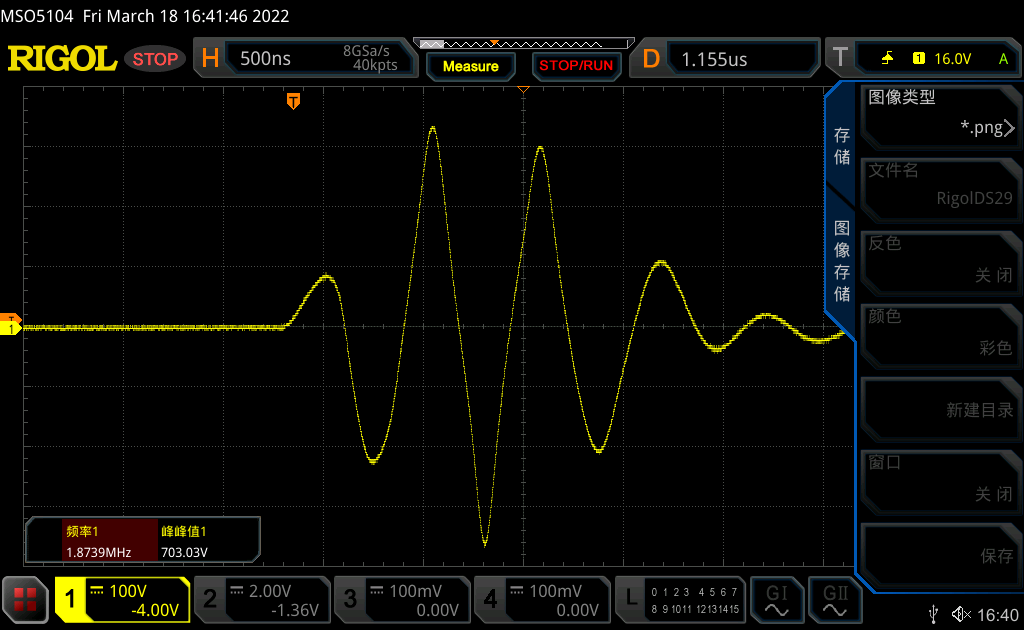 MSO5104 Fri March 18 16:41:46 2022
RIGOL STOP H 500ns 8GSa/s 40kpts Measure STOP/RUN D 1.155us T 1 16.0V A
T
图像类型
*.png
存储
文件名
RigolDS29
图像存储
反色
关闭
T
1
颜色
彩色
新建目录
窗口
关闭
频率1 峰峰值1
1.8739MHz 703.03V
保存
1 100V -4.00V
2 2.00V -1.36V
3 100mV 0.00V
4 100mV 0.00V
L 0 1 2 3 4 5 6 7
8 9 10 11 12 13 14 15
GI GII
16:40